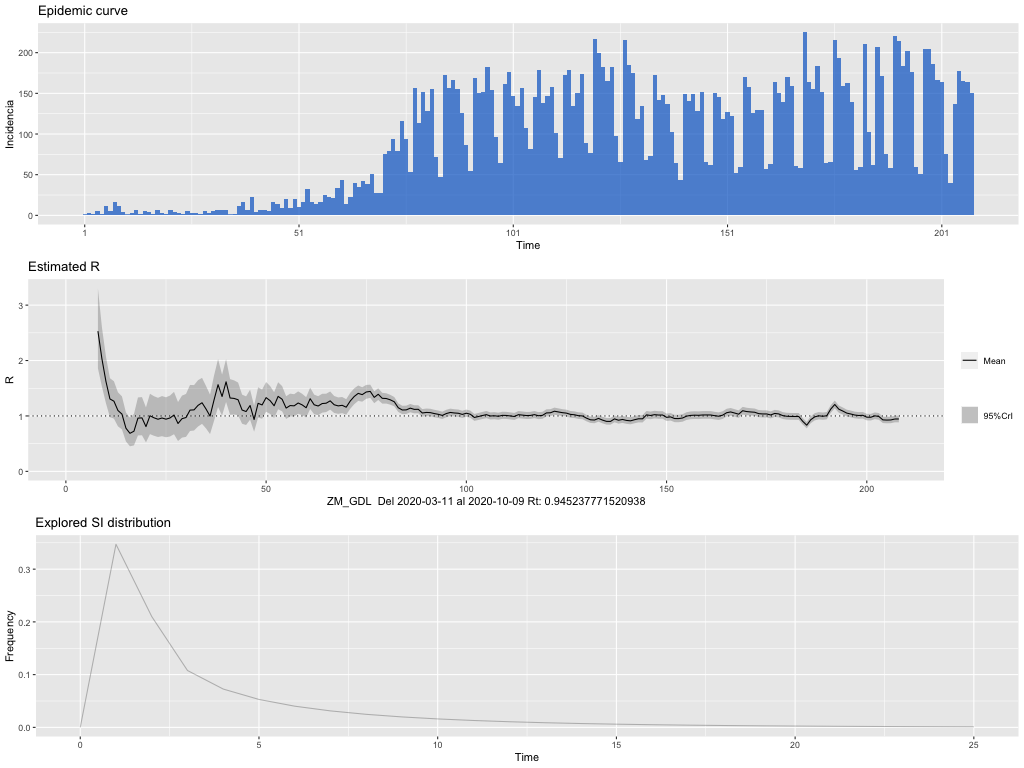 Epidemic curve
200
150
100
50
0
Incidencia
1 51 101 151 201
Time
Estimated R
3
2
1
0
R
Mean
95%CrI
0 50 100 150 200
ZM_GDL Del 2020-03-11 al 2020-10-09 Rt: 0.945237771520938
Explored SI distribution
0.3
0.2
0.1
0.0
Frequency
0 5 10 15 20 25
Time